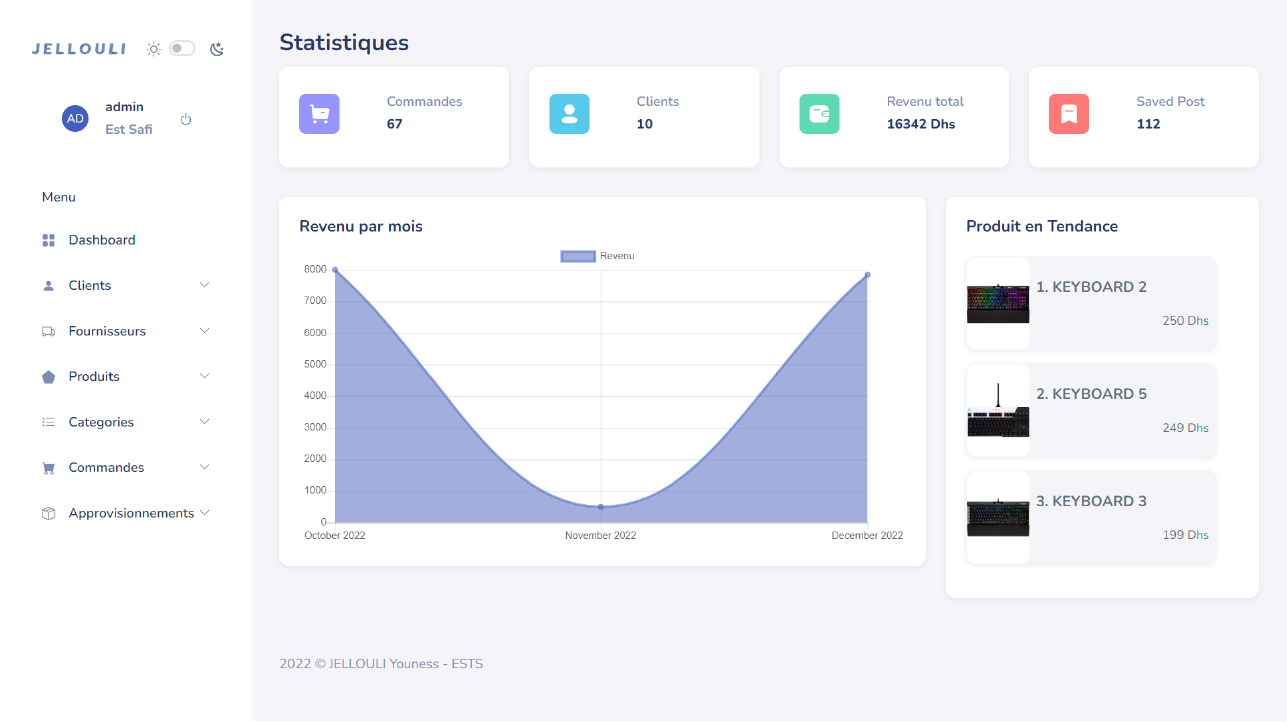 JELLOULI
AD
admin
Est Safi
Menu
Dashboard
Clients
Fournisseurs
Produits
Categories
Commandes
Approvisionnements
Statistiques
Commandes
67
Clients
10
Revenu total
16342 Dhs
Saved Post
112
Revenu par mois
Revenu
8000
7000
6000
5000
4000
3000
2000
1000
0
October 2022
November 2022
December 2022
Produit en Tendance
1. KEYBOARD 2
250 Dhs
2. KEYBOARD 5
249 Dhs
3. KEYBOARD 3
199 Dhs
2022 © JELLOULI Youness - ESTS